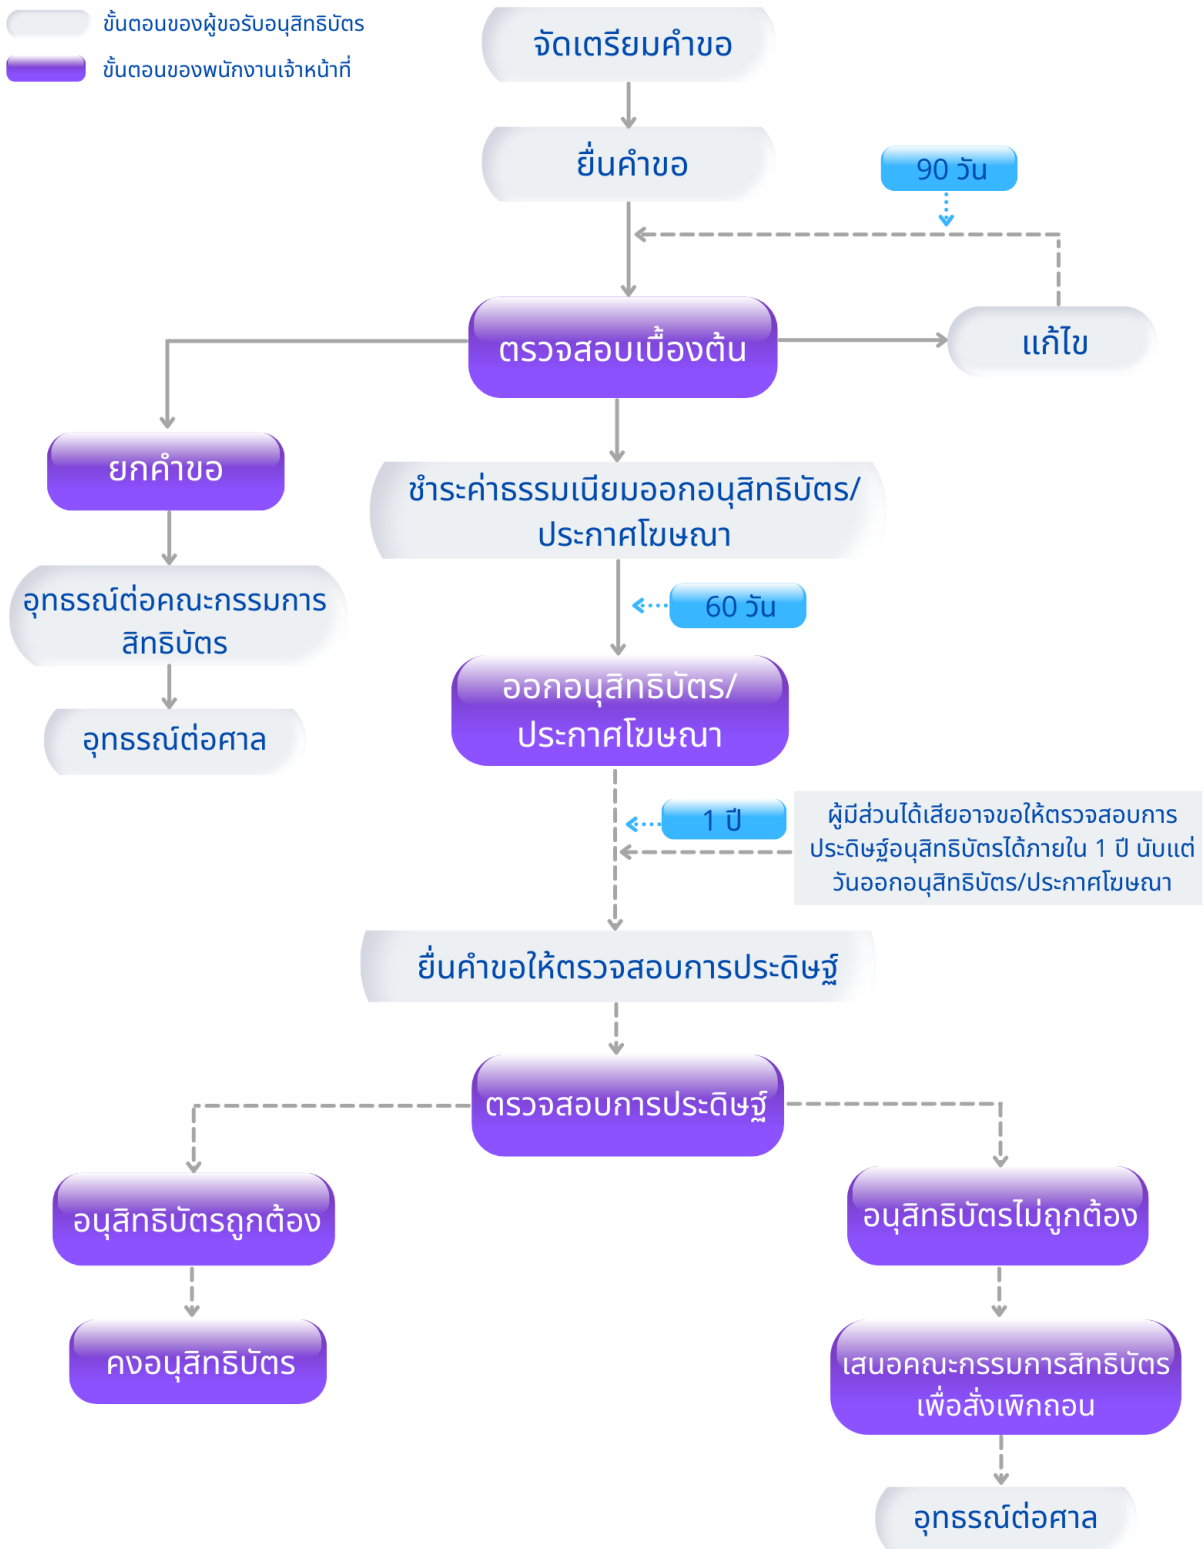 ขั้นตอนของผู้ขอรับอนุสิทธิบัตร
ขั้นตอนของพนักงานเจ้าหน้าที่
จัดเตรียมคำขอ
ยื่นคำขอ
90 วัน
ตรวจสอบเบื้องต้น
แก้ไข
ยกคำขอ
ชำระค่าธรรมเนียมออกอนุสิทธิบัตร/
ประกาศโฆษณา
อุทธรณ์ต่อคณะกรรมการ
สิทธิบัตร
60 วัน
อุทธรณ์ต่อศาล
ออกอนุสิทธิบัตร/
ประกาศโฆษณา
1 ปี
ผู้มีส่วนได้เสียอาจขอให้ตรวจสอบการ
ประดิษฐ์อนุสิทธิบัตรได้ภายใน 1 ปี นับแต่
วันออกอนุสิทธิบัตร/ประกาศโฆษณา
ยื่นคำขอให้ตรวจสอบการประดิษฐ์
ตรวจสอบการประดิษฐ์
อนุสิทธิบัตรถูกต้อง
อนุสิทธิบัตรไม่ถูกต้อง
คงอนุสิทธิบัตร
เสนอคณะกรรมการสิทธิบัตร
เพื่อสั่งเพิกถอน
อุทธรณ์ต่อศาล